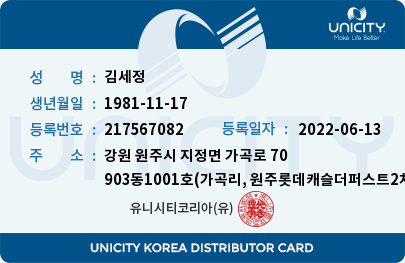 UNICITY
Make Life Better
성 명 : 김세정
생년월일 : 1981-11-17
등록번호 : 217567082 등록일자 : 2022-06-13
주 소 : 강원 원주시 지정면 가곡로 70
903동1001호(가곡리, 원주롯데캐슬더퍼스트2차
유니시티코리아(유)
UNICITY
UNICITY KOREA DISTRIBUTOR CARD